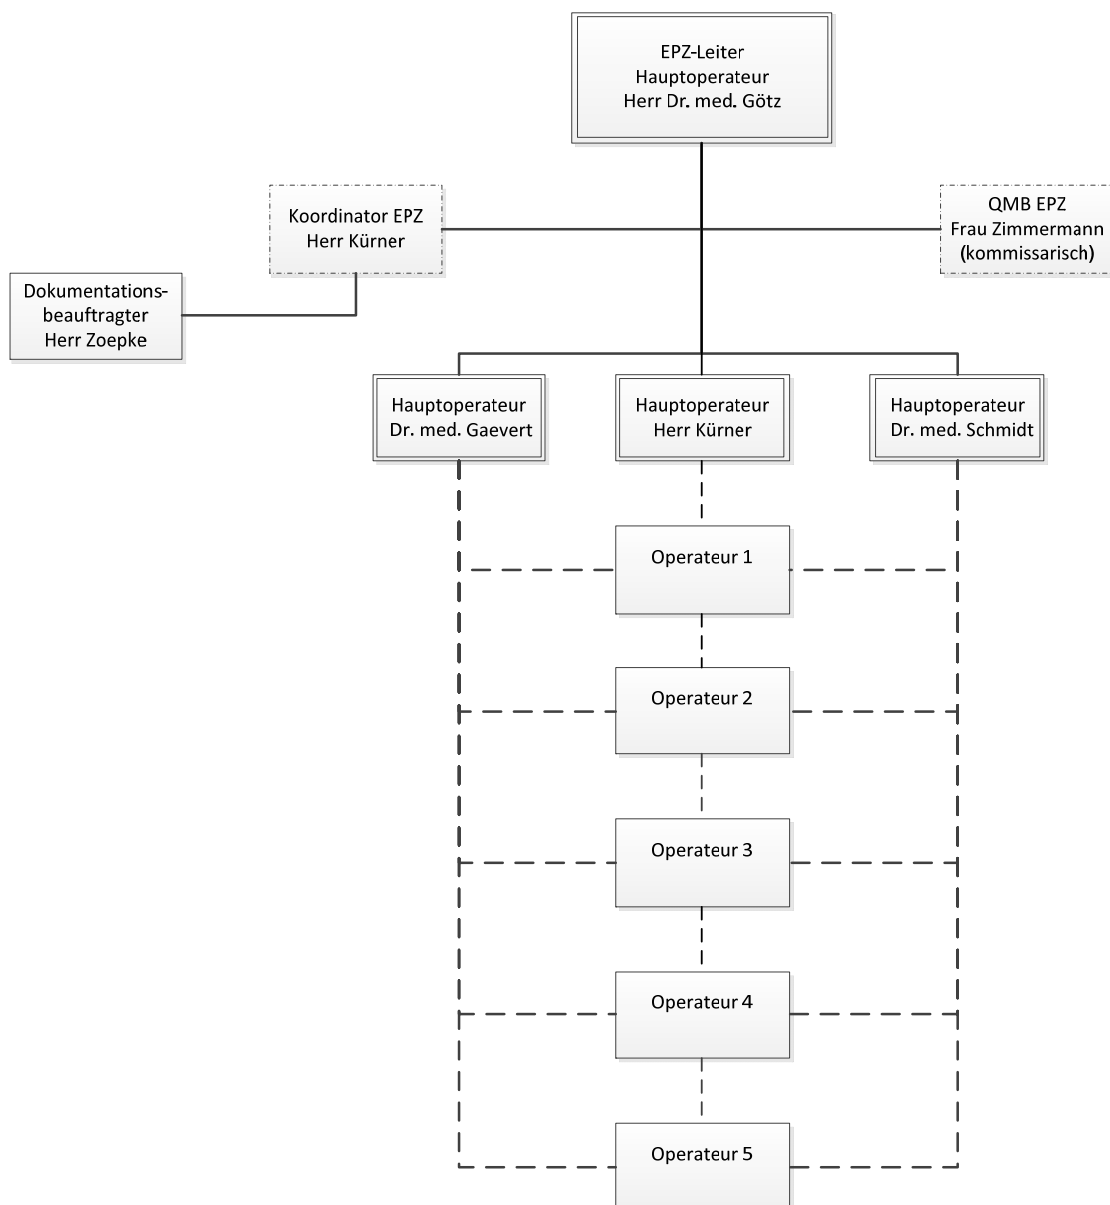 EPZ-Leiter
Hauptoperateur
Herr Dr. med. Götz
Koordinator EPZ
Herr Kürner
QMB EPZ
Frau Zimmermann
(kommissarisch)
Dokumentations-
beauftragter
Herr Zoepke
Hauptoperateur
Dr. med. Gaevert
Hauptoperateur
Herr Kürner
Hauptoperateur
Dr. med. Schmidt
Operateur 1
Operateur 2
Operateur 3
Operateur 4
Operateur 5